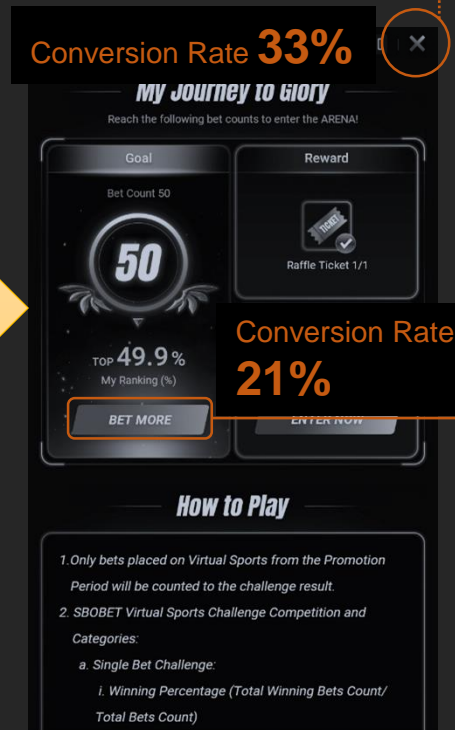 Conversion Rate 33%
My Journey to Glory
Reach the following bet counts to enter the ARENA!
Goal
Bet Count 50
50
TOP 49.9%
My Ranking (%)
BET MORE
Reward
TICKET
Raffle Ticket 1/1
Conversion Rate
21%
ENTER NOW
How to Play
1.Only bets placed on Virtual Sports from the Promotion
Period will be counted to the challenge result.
2. SBOBET Virtual Sports Challenge Competition and
Categories:
a. Single Bet Challenge:
i. Winning Percentage (Total Winning Bets Count/
Total Bets Count)